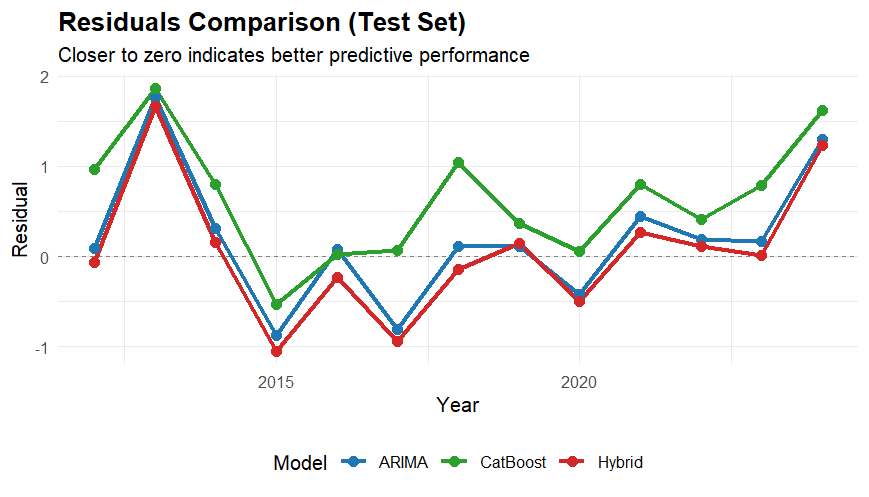 Residuals Comparison (Test Set)
Closer to zero indicates better predictive performance
2
1
0
-1
Residual
2015 2020
Year
Model ARIMA CatBoost Hybrid